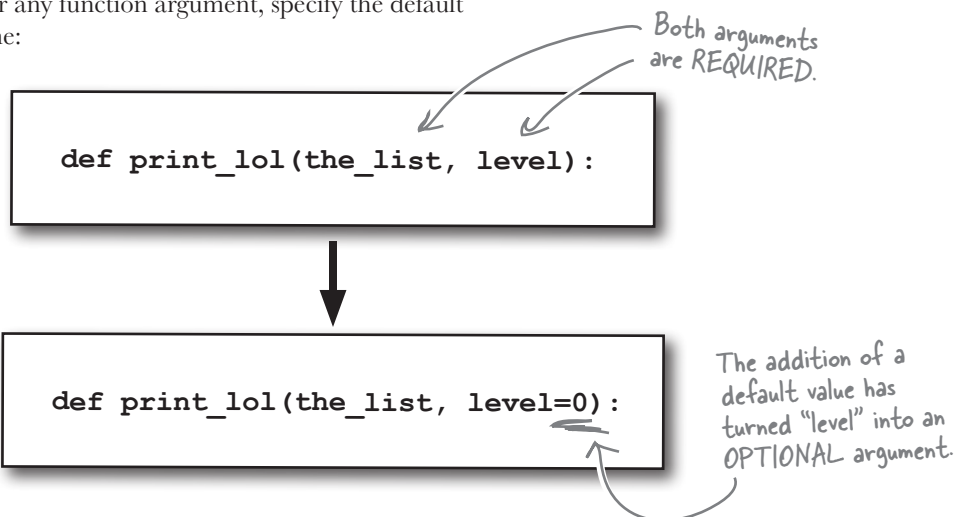 any function argument, specify the default
Both arguments
are REQUIRED.
def print_lol(the_list, level):
def print_lol(the_list, level=0):
The addition of a
default value has
turned “level” into an
OPTIONAL argument.